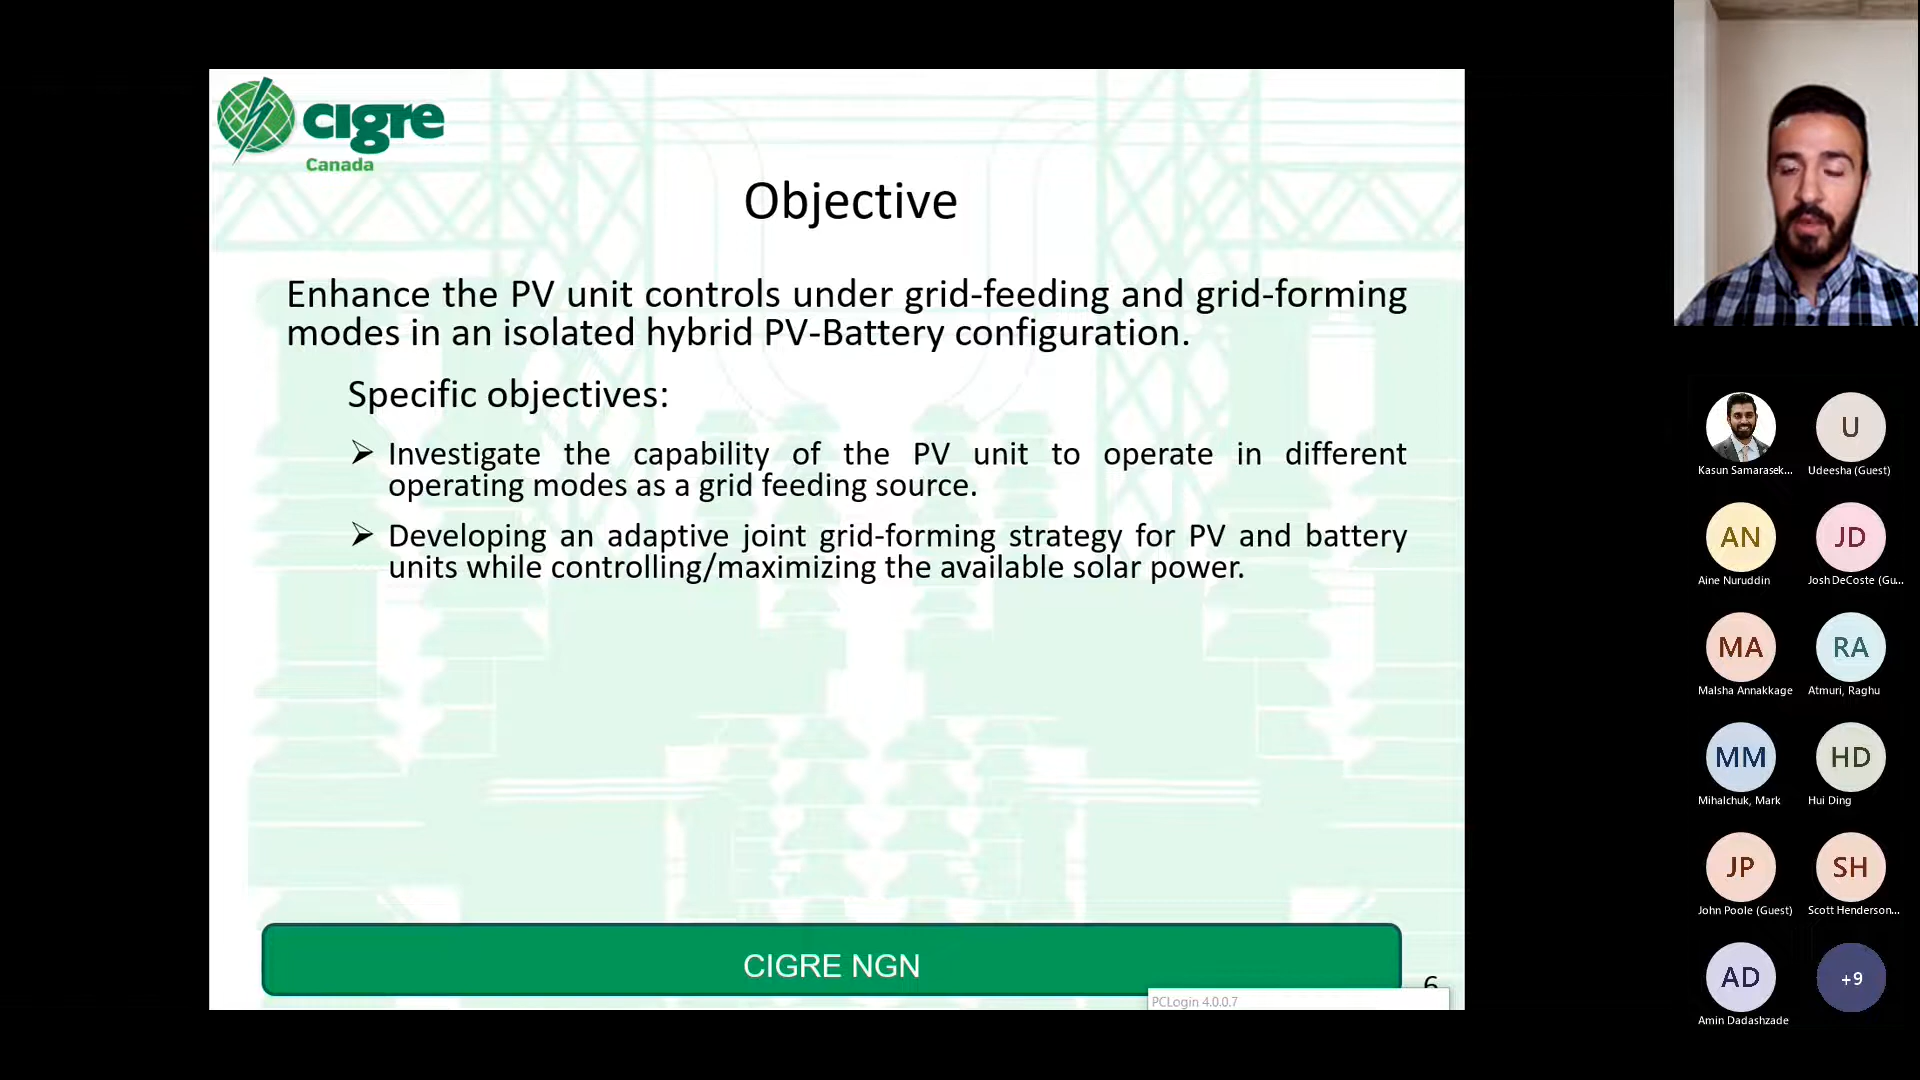 cigre
Canada
Objective
Enhance the PV unit controls under grid-feeding and grid-forming
modes in an isolated hybrid PV-Battery configuration.
Specific objectives:
➢ Investigate the capability of the PV unit to operate in different
operating modes as a grid feeding source.
➢ Developing an adaptive joint grid-forming strategy for PV and battery
units while controlling/maximizing the available solar power.
CIGRE NGN
6
PCLogin 4.0.0.7
Kasun Samarasek...
U
Udeesha (Guest)
AN
Aine Nuruddin
JD
Josh DeCoste (Gu...
MA
Malsha Annakkage
RA
Atmuri, Raghu
MM
Mihalchuk, Mark
HD
Hui Ding
JP
John Poole (Guest)
SH
Scott Henderson...
AD
Amin Dadashzade
+9